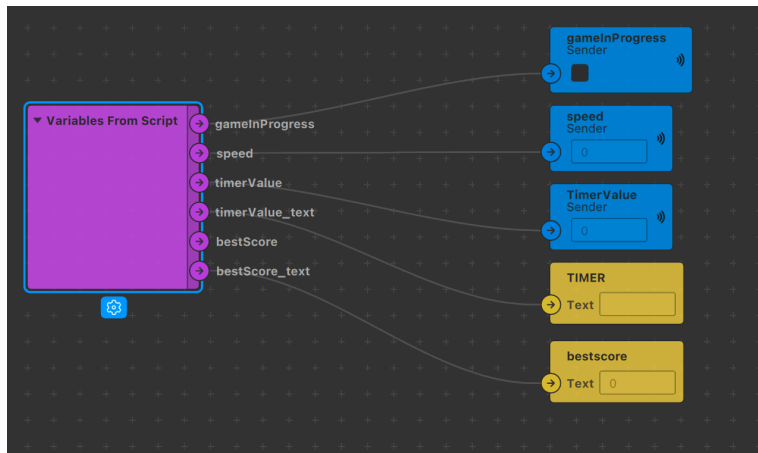 gameInProgress
Sender
Variables From Script
gameInProgress
speed
timerValue
timerValue_text
bestScore
bestScore_text
speed
Sender
0
TimerValue
Sender
0
TIMER
Text
bestscore
Text 0